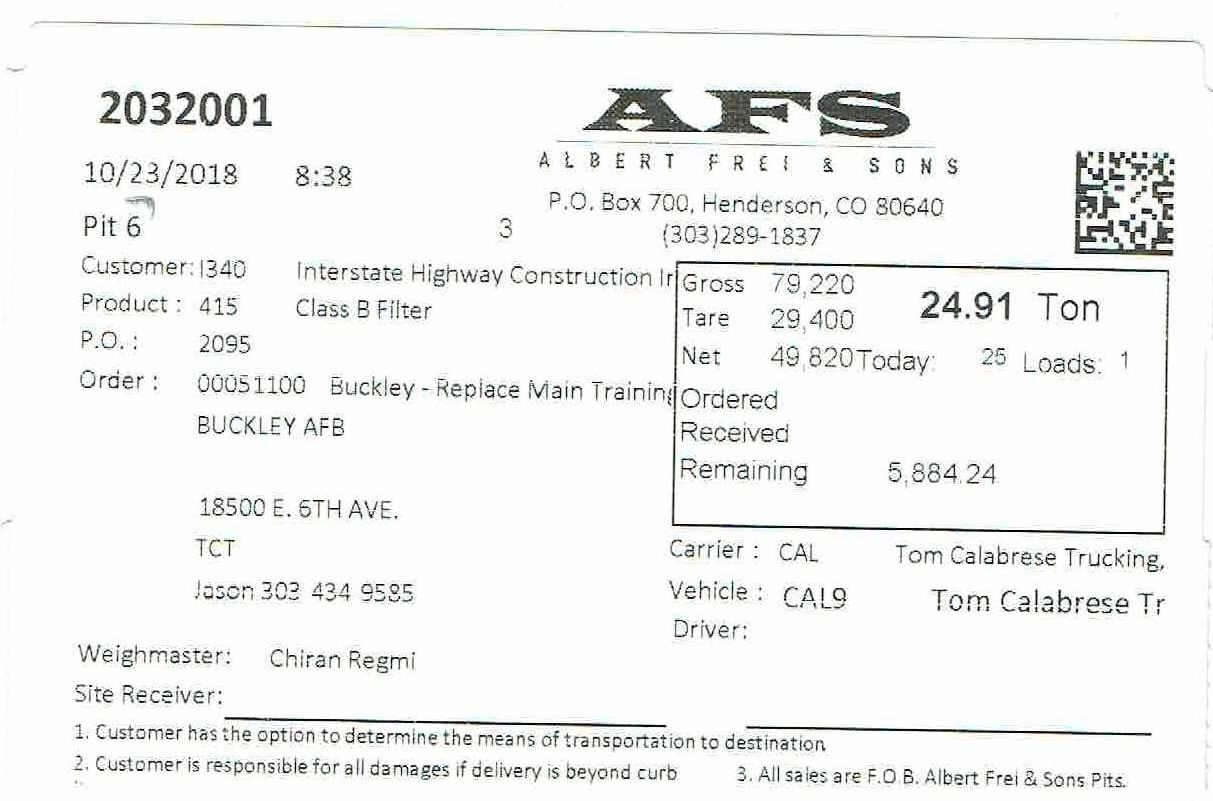 2032001
AFS
ALBERT FREI & SONS
10/23/2018 8:38
P.O. Box 700, Henderson, CO 80640
Pit 6 3 (303)289-1837
Customer: I340 Interstate Highway Construction Ir
Product : 415 Class B Filter
P.O. : 2095
Order : 00051100 Buckley - Replace Main Training
BUCKLEY AFB
18500 E. 6TH AVE.
TCT
Jason 303 434 9585
Gross 79,220
24.91 Ton
Tare 29,400
Net 49,820 Today: 25 Loads: 1
Ordered
Received
Remaining 5,884.24
Carrier : CAL Tom Calabrese Trucking,
Vehicle : CAL9 Tom Calabrese Tr
Driver:
Weighmaster: Chiran Regmi
Site Receiver:
1. Customer has the option to determine the means of transportation to destination
2. Customer is responsible for all damages if delivery is beyond curb 3. All sales are F.O.B. Albert Frei & Sons Pits.